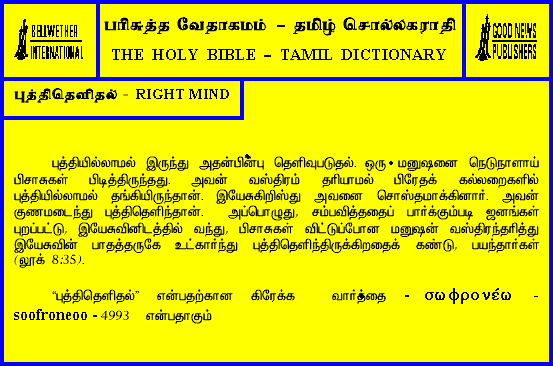 BELLWETHER
INTERNATIONAL
பரிசுத்த வேதாகமம் – தமிழ் சொல்லகராதி
THE HOLY BIBLE – TAMIL DICTIONARY
GOOD NEWS
PUBLISHERS
புத்திதெளிதல் - RIGHT MIND
புத்தியில்லாமல் இருந்து அதன்பின்பு தெளிவுபடுதல். ஒரு மனுஷனை நெடுநாளாய்
பிசாசுகள் பிடித்திருந்தது. அவன் வஸ்திரம் தரியாமல் பிரேதக் கல்லறைகளில்
புத்தியில்லாமல் தங்கியிருந்தான். இயேசுகிறிஸ்து அவனை சொஸ்தமாக்கினார். அவன்
குணமடைந்து புத்திதெளிந்தான். அப்பொழுது, சம்பவித்ததைப் பார்க்கும்படி ஜனங்கள்
புறப்பட்டு, இயேசுவினிடத்தில் வந்து, பிசாசுகள் விட்டுப்போன மனுஷன் வஸ்திரந்தரித்து
இயேசுவின் பாதத்தருகே உட்கார்ந்து புத்திதெளிந்திருக்கிறதைக் கண்டு, பயந்தார்கள்
(லூக் 8:35).
“புத்திதெளிதல்” என்பதற்கான கிரேக்க வார்த்தை - σωφρονέω -
soofroneoo - 4993 என்பதாகும்